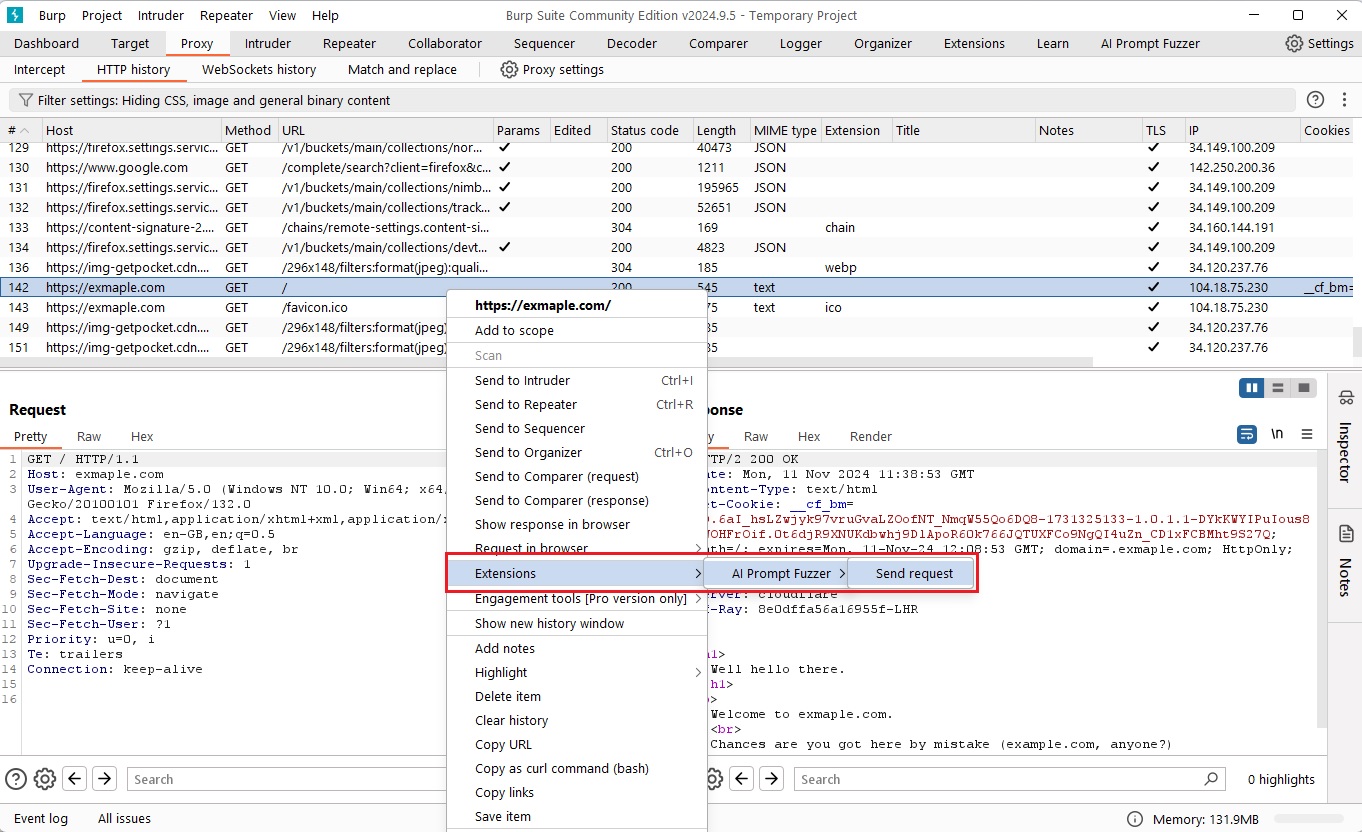 Burp Project Intruder Repeater View Help Burp Suite Community Edition v2024.9.5 - Temporary Project
Dashboard Target Proxy Intruder Repeater Collaborator Sequencer Decoder Comparer Logger Organizer Extensions Learn AI Prompt Fuzzer Settings
Intercept HTTP history WebSockets history Match and replace Proxy settings
Filter settings: Hiding CSS, image and general binary content
# Host Method URL Params Edited Status code Length MIME type Extension Title Notes TLS IP Cookies
129 https://firefox.settings.servic... GET /v1/buckets/main/collections/nor... ✓ 200 40473 JSON ✓ 34.149.100.209
130 https://www.google.com GET /complete/search?client=firefox&c... ✓ 200 1211 JSON ✓ 142.250.200.36
131 https://firefox.settings.servic... GET /v1/buckets/main/collections/nimb... ✓ 200 195965 JSON ✓ 34.149.100.209
132 https://firefox.settings.servic... GET /v1/buckets/main/collections/track... ✓ 200 52651 JSON ✓ 34.149.100.209
133 https://content-signature-2.... GET /chains/remote-settings.content-si... 304 169 chain ✓ 34.160.144.191
134 https://firefox.settings.servic... GET /v1/buckets/main/collections/devt... ✓ 200 4823 JSON ✓ 34.149.100.209
136 https://img-getpocket.cdn.... GET /296x148/filters:format(jpeg):quali... 304 185 webp ✓ 34.120.237.76
142 https://exmaple.com GET / 200 545 text ✓ 104.18.75.230 __cf_bm=
143 https://exmaple.com GET /favicon.ico 75 text ico ✓ 104.18.75.230
149 https://img-getpocket.cdn.... GET /296x148/filters:format(jpeg) 85 ✓ 34.120.237.76
151 https://img-getpocket.cdn.... GET /296x148/filters:format(jpeg) 85 ✓ 34.120.237.76
https://exmaple.com/
Add to scope
Scan
Send to Intruder Ctrl+I
Send to Repeater Ctrl+R
Send to Sequencer
Send to Organizer Ctrl+O
Send to Comparer (request)
Send to Comparer (response)
Show response in browser
Request in browser
Extensions AI Prompt Fuzzer Send request
Engagement tools [Pro version only]
Show new history window
Add notes
Highlight
Delete item
Clear history
Copy URL
Copy as curl command (bash)
Copy links
Save item
Request
Pretty Raw Hex
1 GET / HTTP/1.1
2 Host: exmaple.com
3 User-Agent: Mozilla/5.0 (Windows NT 10.0; Win64; x64
Gecko/20100101 Firefox/132.0
4 Accept: text/html,application/xhtml+xml,application/
5 Accept-Language: en-GB,en;q=0.5
6 Accept-Encoding: gzip, deflate, br
7 Upgrade-Insecure-Requests: 1
8 Sec-Fetch-Dest: document
9 Sec-Fetch-Mode: navigate
10 Sec-Fetch-Site: none
11 Sec-Fetch-User: ?1
12 Priority: u=0, i
13 Te: trailers
14 Connection: keep-alive
15
16
ponse
y Raw Hex Render
\n
TP/2 200 OK
ate: Mon, 11 Nov 2024 11:38:53 GMT
ontent-Type: text/html
et-Cookie: __cf_bm=
0.6aI_hsLZwjyk97vruGvaLZOofNT_NmqW55Qo6DQ8-1731325133-1.0.1.1-DYkKWYIPuIous8
WOHFrOif.Ot6djR9XNUKdbwhj9DlApoR6Ok766JQTUXFCo9NgQI4uZn_CD1xFCBMht9S27Q;
ath=/; expires=Mon, 11-Nov-24 12:08:53 GMT; domain=.exmaple.com; HttpOnly;
erver: cloudflare
f-Ray: 8e0dffa56a16955f-LHR
h1>
Well hello there.
h1>
p>
Welcome to exmaple.com.
<br>
Chances are you got here by mistake (example.com, anyone?)
Inspector
Notes
Search
Search
0 highlights
Event log All issues Memory: 131.9MB